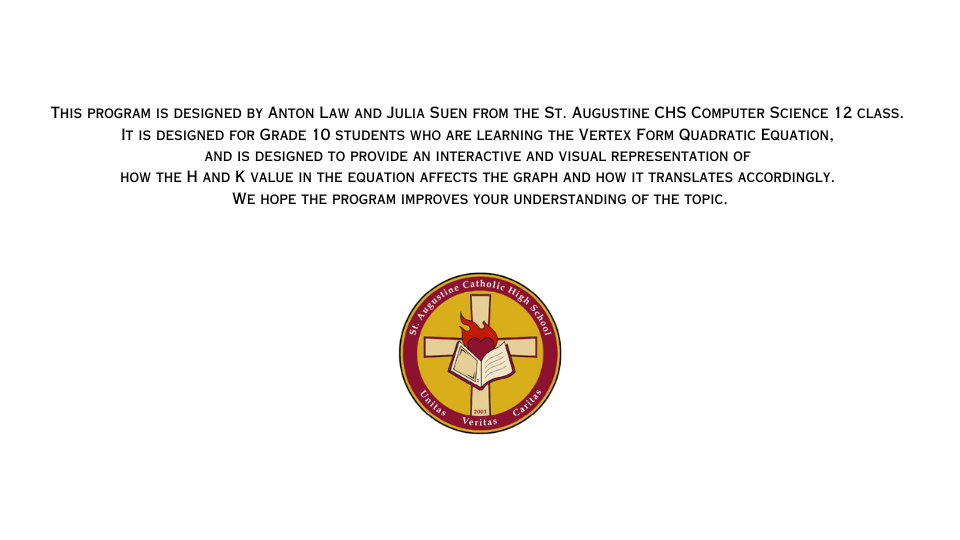 This program is designed by Anton Law and Julia Suen from the St. Augustine CHS Computer Science 12 class.
It is designed for Grade 10 students who are learning the Vertex Form Quadratic Equation,
and is designed to provide an interactive and visual representation of
how the H and K value in the equation affects the graph and how it translates accordingly.
We hope the program improves your understanding of the topic.
St. Augustine Catholic High School
2001
Unitas Veritas Caritas